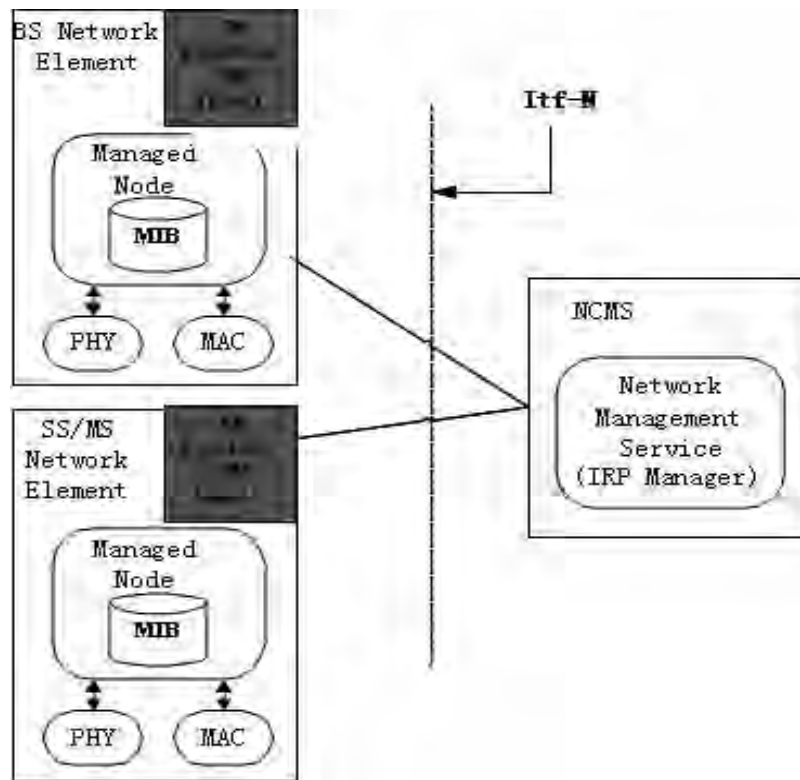 BS Network
Element
Managed
Node
MIB
PHY
MAC
SS/MS
Network
Element
Managed
Node
MIB
PHY
MAC
Itf-N
NCMS
Network
Management
Service
(IRP Manager)